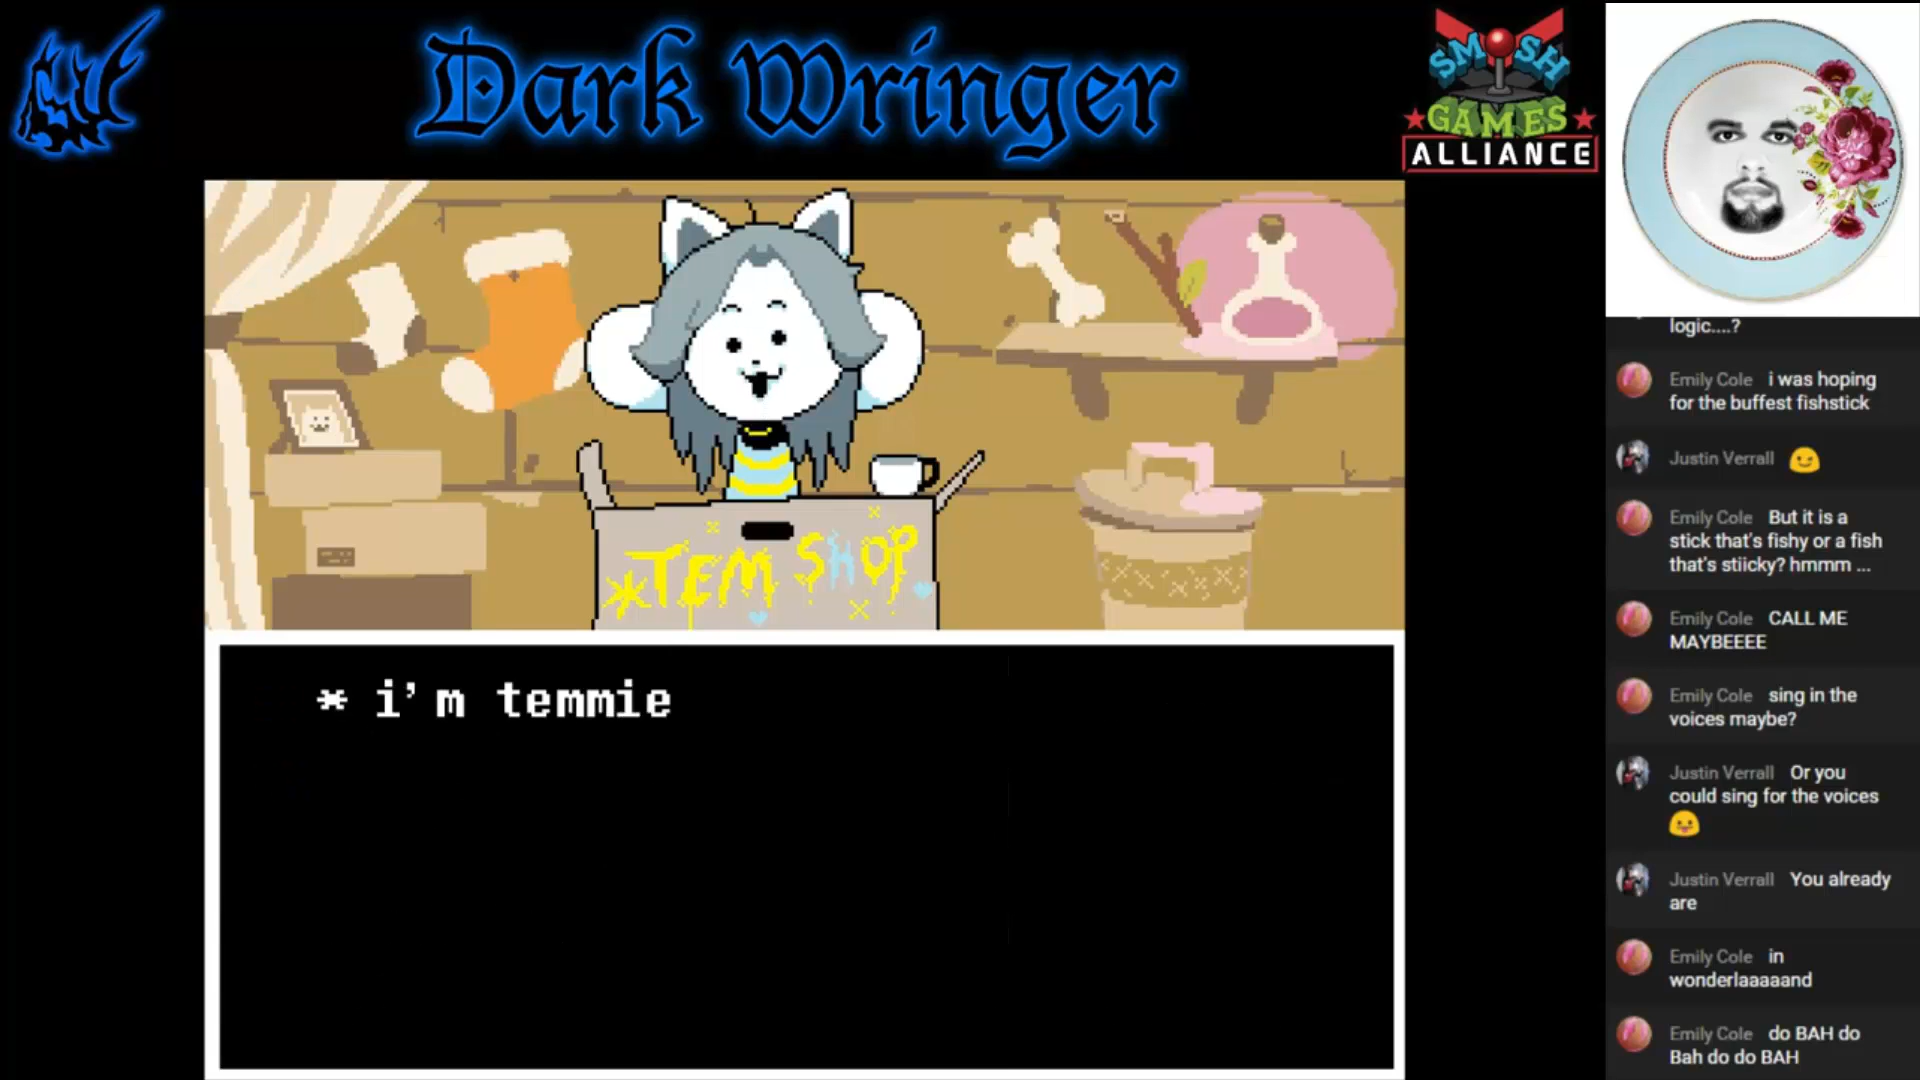 Dark Wringer
SMOSH
GAMES
ALLIANCE
TEM SHOP
* i'm temmie
logic....?
Emily Cole i was hoping
for the buffest fishstick
Justin Verrall
Emily Cole But it is a
stick that's fishy or a fish
that's stiicky? hmmm ...
Emily Cole CALL ME
MAYBEEEE
Emily Cole sing in the
voices maybe?
Justin Verrall Or you
could sing for the voices
Justin Verrall You already
are
Emily Cole in
wonderlaaaaand
Emily Cole do BAH do
Bah do do BAH